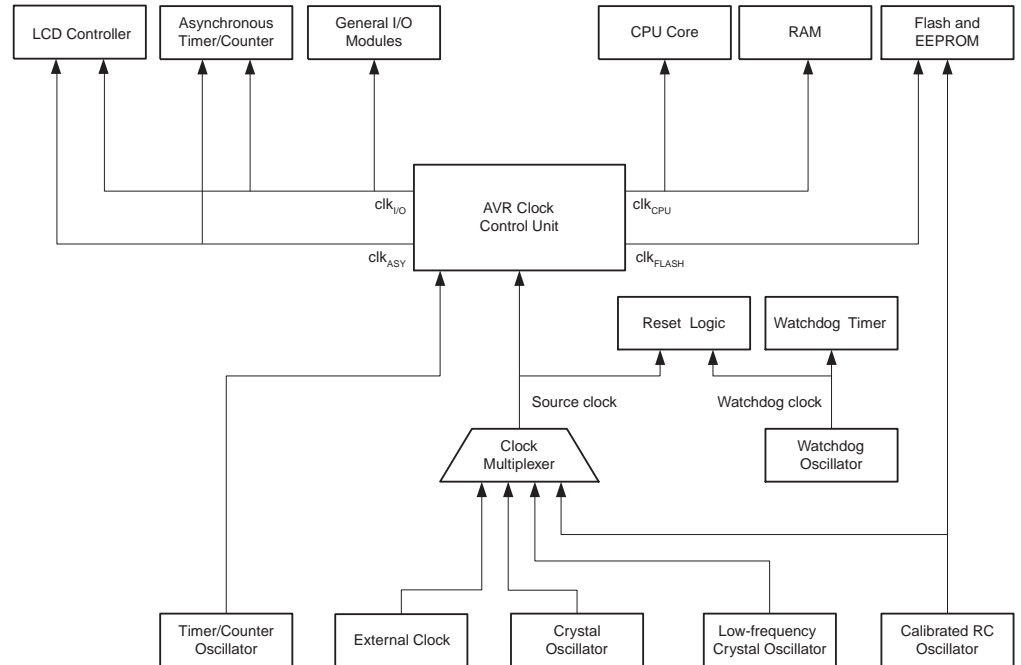 LCD Controller
Asynchronous
Timer/Counter
General I/O
Modules
CPU Core
RAM
Flash and
EEPROM
clkI/O
AVR Clock
Control Unit
clkCPU
clkASY
clkFLASH
Reset Logic
Watchdog Timer
Source clock
Watchdog clock
Clock
Multiplexer
Watchdog
Oscillator
Timer/Counter
Oscillator
External Clock
Crystal
Oscillator
Low-frequency
Crystal Oscillator
Calibrated RC
Oscillator